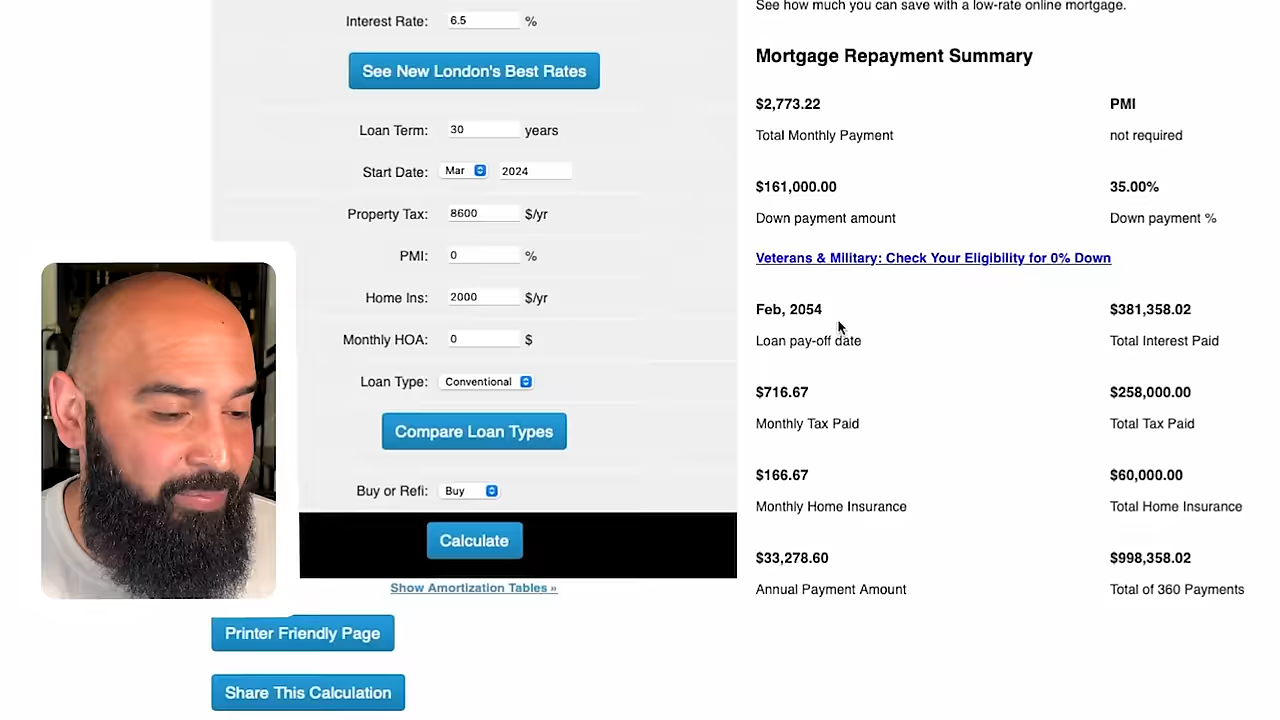 See how much you can save with a low-rate online mortgage.
Interest Rate: 6.5 %
See New London's Best Rates
Loan Term: 30 years
Start Date: Mar 2024
Property Tax: 8600 $/yr
PMI: 0 %
Home Ins: 2000 $/yr
Monthly HOA: 0 $
Loan Type: Conventional
Compare Loan Types
Buy or Refi: Buy
Calculate
Show Amortization Tables »
Printer Friendly Page
Share This Calculation
Mortgage Repayment Summary
$2,773.22 PMI
Total Monthly Payment not required
$161,000.00 35.00%
Down payment amount Down payment %
Veterans & Military: Check Your Eligibility for 0% Down
Feb, 2054 $381,358.02
Loan pay-off date Total Interest Paid
$716.67 $258,000.00
Monthly Tax Paid Total Tax Paid
$166.67 $60,000.00
Monthly Home Insurance Total Home Insurance
$33,278.60 $998,358.02
Annual Payment Amount Total of 360 Payments